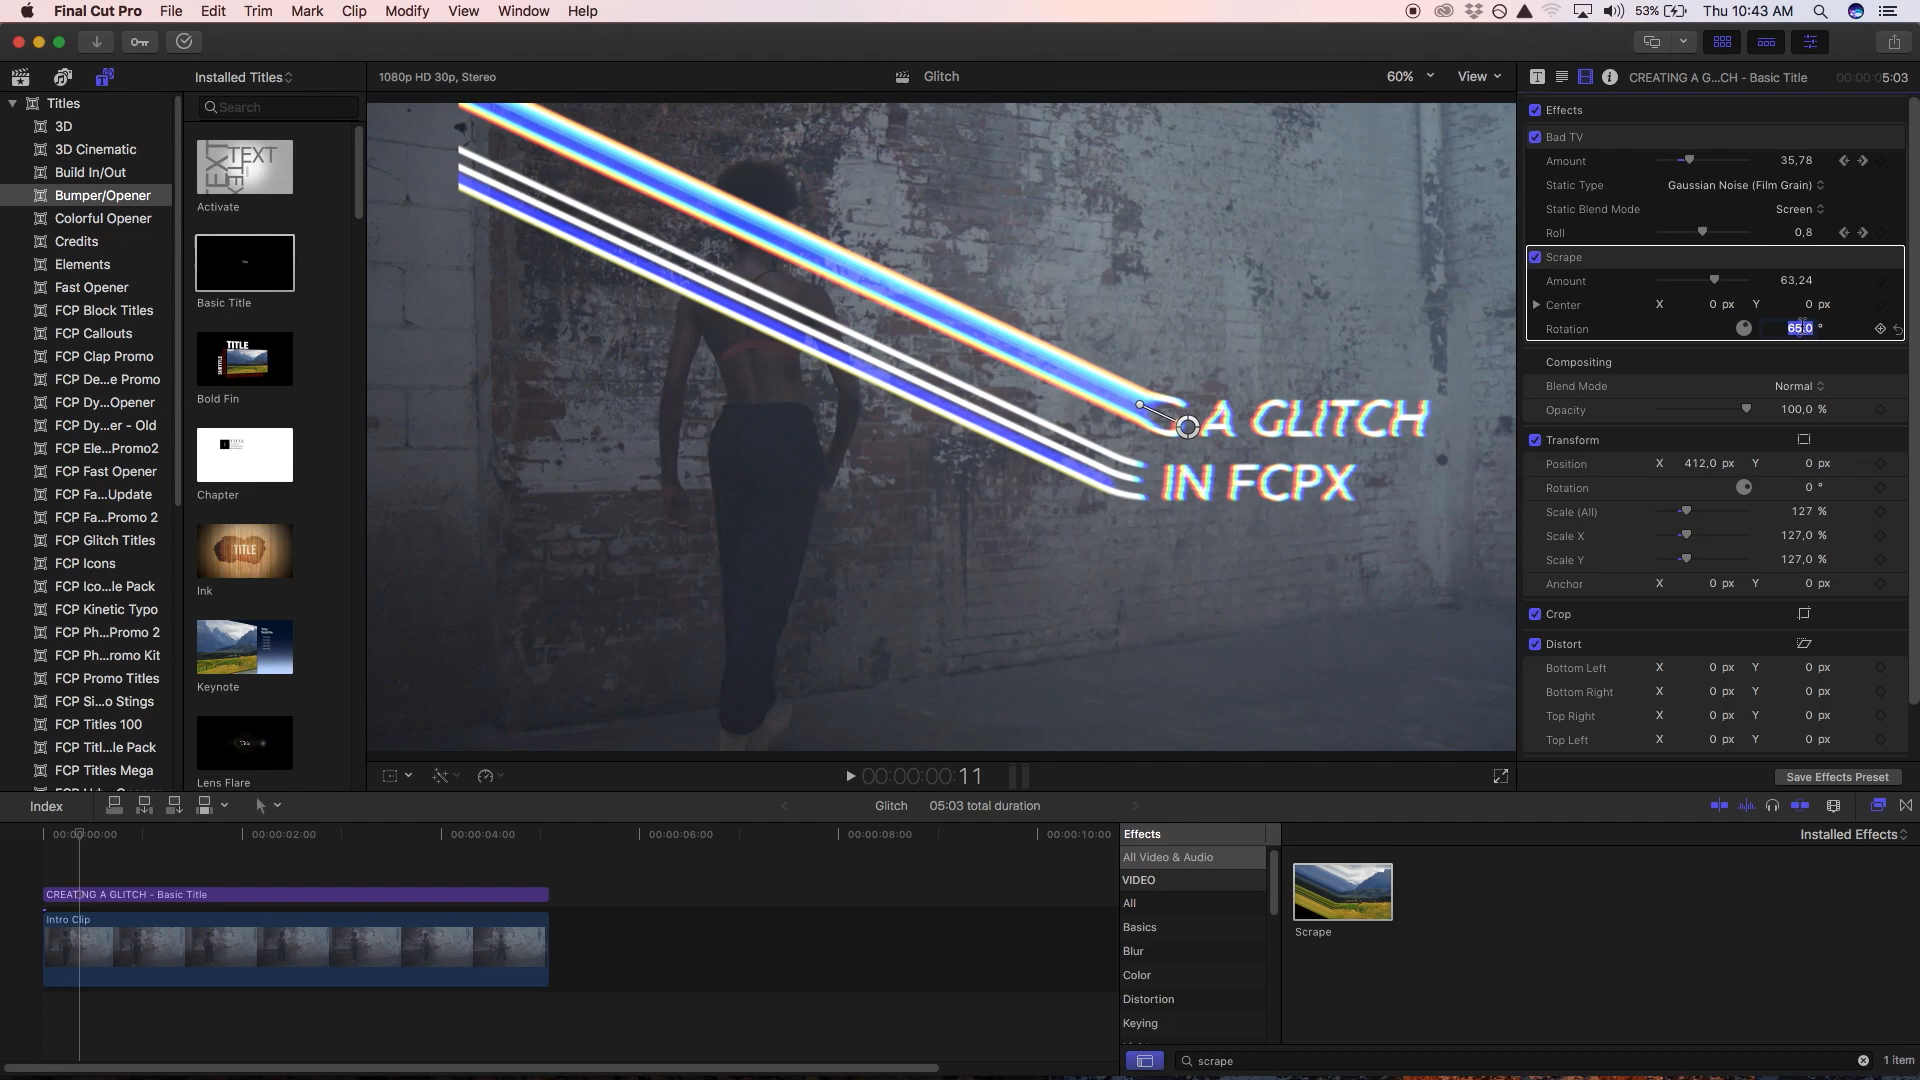 Final Cut Pro File Edit Trim Mark Clip Modify View Window Help
53% Thu 10:43 AM
Installed Titles
1080p HD 30p, Stereo
Glitch
60% View
CREATING A G...CH - Basic Title
5:03
Titles
3D
3D Cinematic
Build In/Out
Bumper/Opener
Colorful Opener
Credits
Elements
Fast Opener
FCP Block Titles
FCP Callouts
FCP Clap Promo
FCP De...e Promo
FCP Dy...Opener
FCP Dy...er - Old
FCP Ele...Promo2
FCP Fast Opener
FCP Fa...Update
FCP Fa...Promo 2
FCP Glitch Titles
FCP Icons
FCP Ico...le Pack
FCP Kinetic Typo
FCP Ph...Promo 2
FCP Ph...romo Kit
FCP Promo Titles
FCP Si...o Stings
FCP Titles 100
FCP Titl...le Pack
FCP Titles Mega
Search
TEXT
TEXT
Activate
Basic Title
TITLE
Bold Fin
Chapter
TITLE
Ink
Keynote
Lens Flare
A GLITCH
IN FCPX
Effects
Bad TV
Amount 35,78
Static Type Gaussian Noise (Film Grain)
Static Blend Mode Screen
Roll 0,8
Scrape
Amount 63,24
Center X 0 px Y 0 px
Rotation 65.0 °
Compositing
Blend Mode Normal
Opacity 100,0 %
Transform
Position X 412,0 px Y 0 px
Rotation 0 °
Scale (All) 127 %
Scale X 127,0 %
Scale Y 127,0 %
Anchor X 0 px Y 0 px
Crop
Distort
Bottom Left X 0 px Y 0 px
Bottom Right X 0 px Y 0 px
Top Right X 0 px Y 0 px
Top Left X 0 px Y 0 px
Save Effects Preset
00:00:00:11
Index
Glitch 05:03 total duration
00:00:00:00 00:00:02:00 00:00:04:00 00:00:06:00 00:00:08:00 00:00:10:00
CREATING A GLITCH - Basic Title
Intro Clip
Effects
Installed Effects
All Video & Audio
VIDEO
All
Basics
Blur
Color
Distortion
Keying
Scrape
scrape
1 item